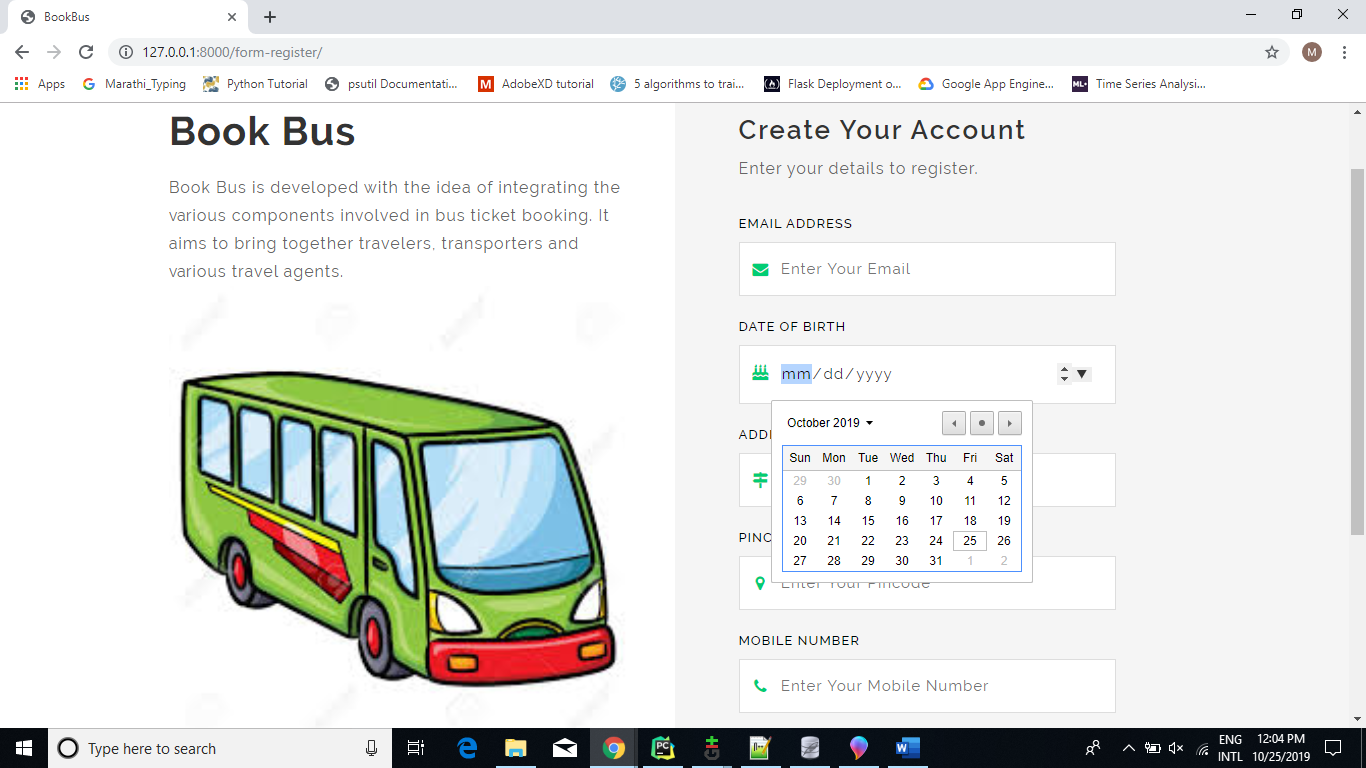 BookBus
127.0.0.1:8000/form-register/
M
Apps
Marathi_Typing
Python Tutorial
psutil Documentati...
M
AdobeXD tutorial
5 algorithms to trai...
Flask Deployment o...
Google App Engine...
ML
Time Series Analysi...
Book Bus
Book Bus is developed with the idea of integrating the
various components involved in bus ticket booking. It
aims to bring together travelers, transporters and
various travel agents.
Create Your Account
Enter your details to register.
EMAIL ADDRESS
Enter Your Email
DATE OF BIRTH
mm/dd/yyyy
October 2019
Sun Mon Tue Wed Thu Fri Sat
29 30 1 2 3 4 5
6 7 8 9 10 11 12
13 14 15 16 17 18 19
20 21 22 23 24 25 26
27 28 29 30 31 1 2
ADD
PINC
Enter Your Pincode
MOBILE NUMBER
Enter Your Mobile Number
Type here to search
PC
W
ENG
INTL
12:04 PM
10/25/2019